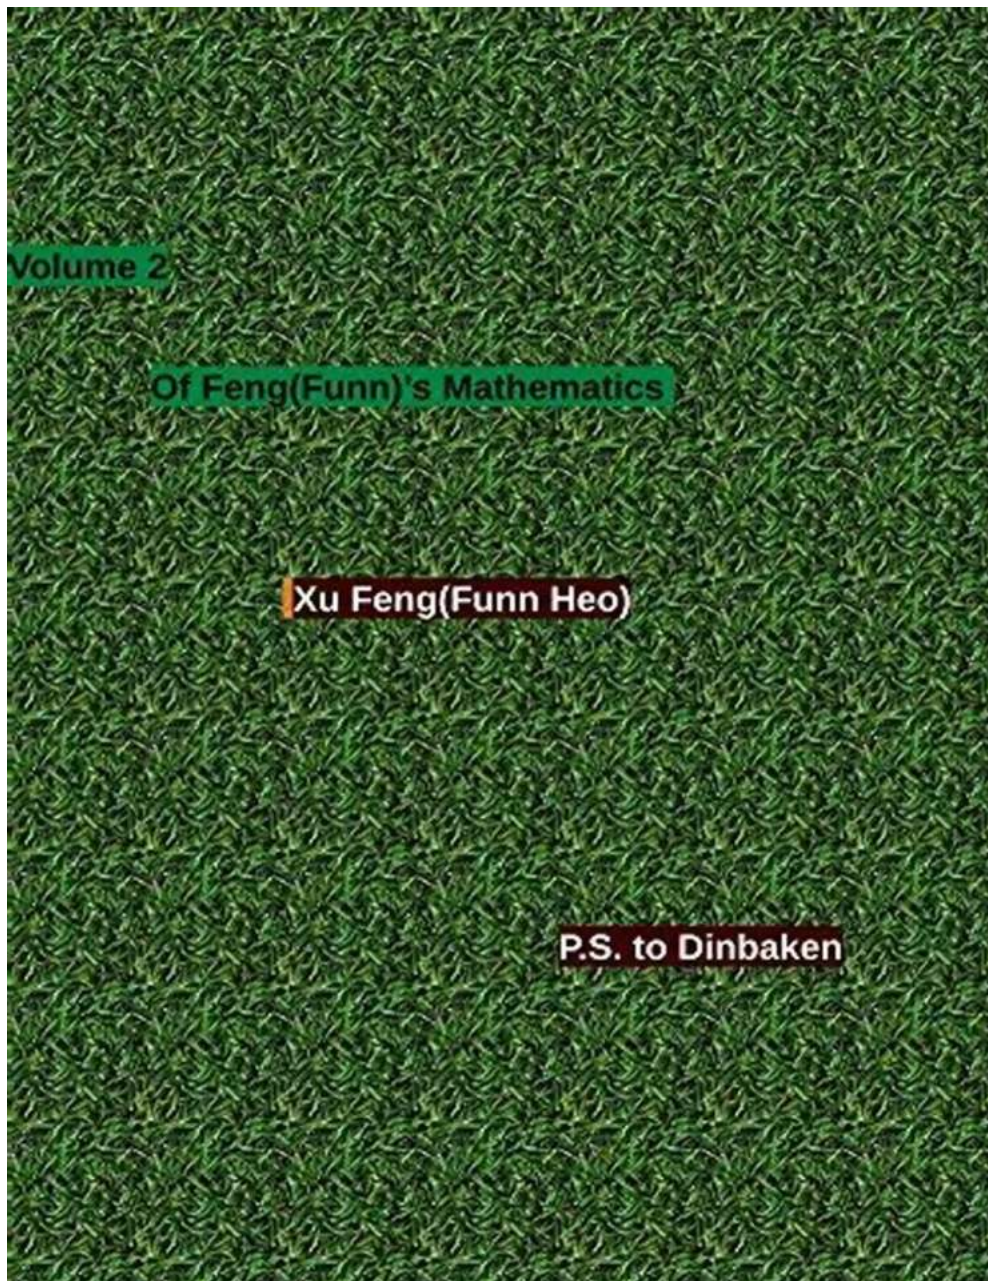 Volume 2
Of Feng(Funn)'s Mathematics
Xu Feng(Funn Heo)
P.S. to Dinbaken